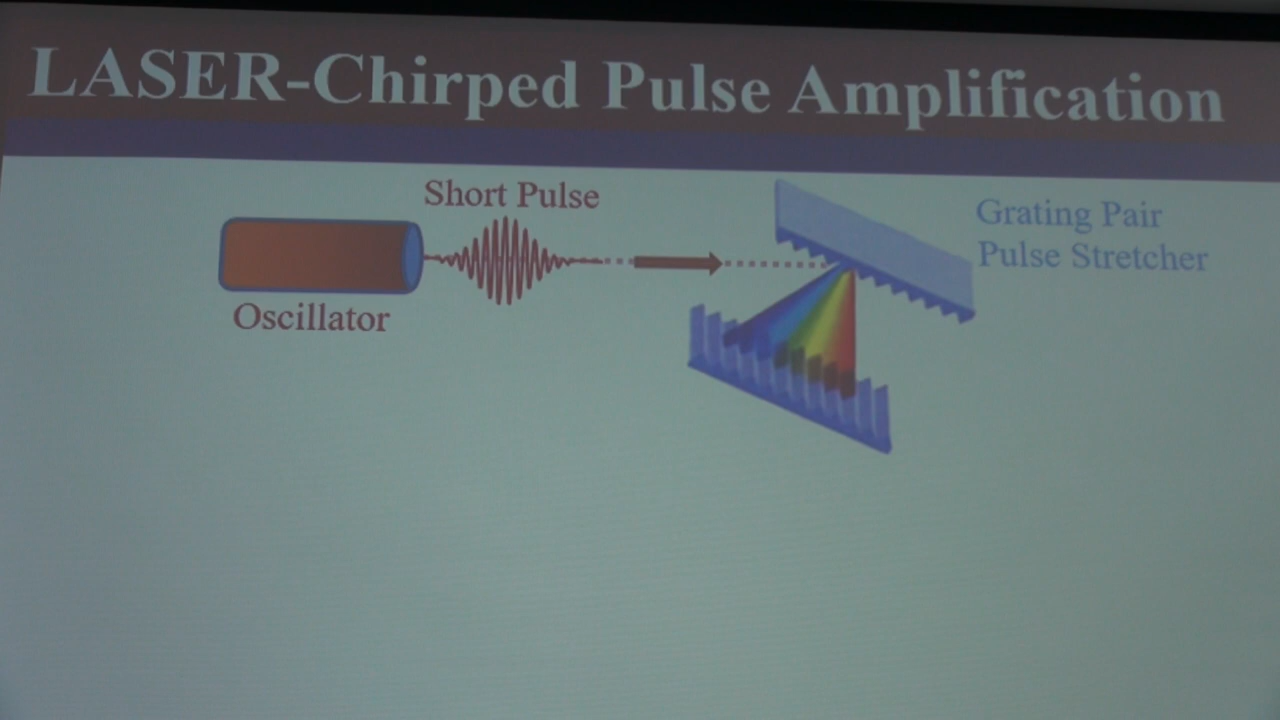 LASER-Chirped Pulse Amplification
Short Pulse
Grating Pair
Pulse Stretcher
Oscillator